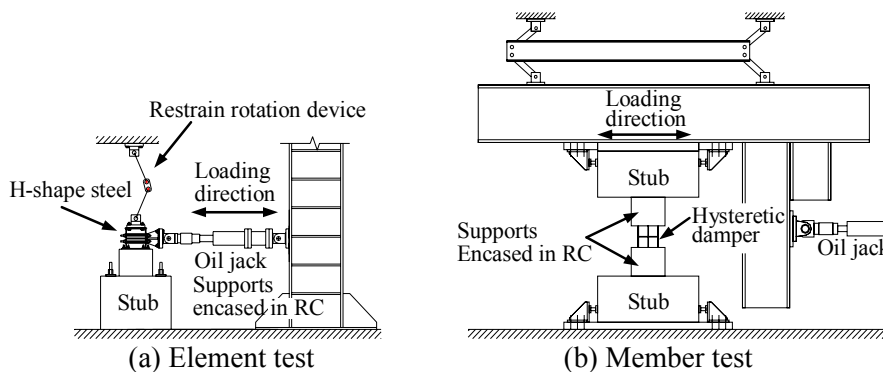 Restrain rotation device
Loading
direction
H-shape steel
Oil jack
Supports
encased in RC
Stub
(a) Element test
Loading
direction
Stub
Supports
Encased in RC
Hysteretic
damper
Oil jack
Stub
(b) Member test